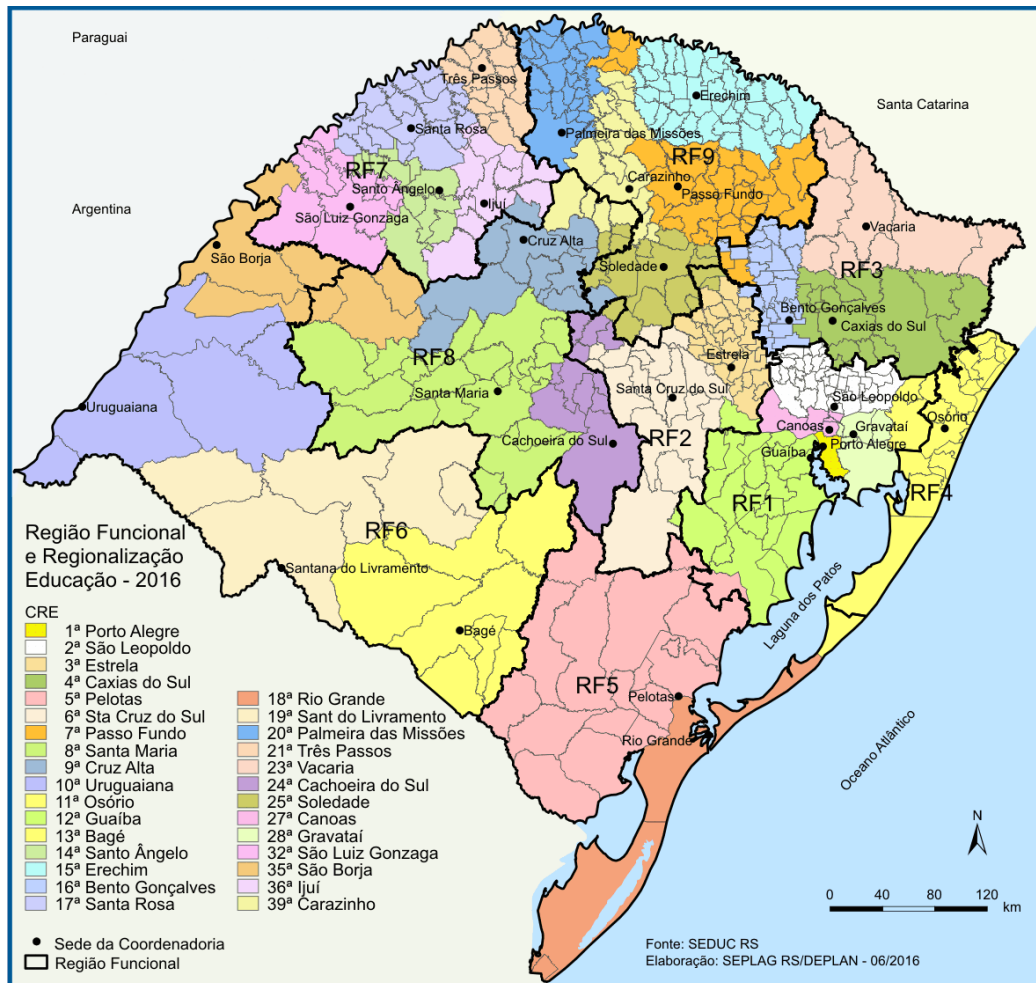 Paraguai
Três Passos
Erechim
Santa Catarina
Santa Rosa
Palmeira das Missões
RF9
RF7
Santo Ângelo
Carazinho
Passo Fundo
Argentina
Ijuí
São Luiz Gonzaga
Vacaria
Cruz Alta
São Borja
Soledade
RF3
Bento Gonçalves
Caxias do Sul
RF8
Estrela
Santa Maria
Santa Cruz do Sul
São Leopoldo
Uruguaiana
Osório
Canoas
Gravataí
Cachoeira do Sul
RF2
Porto Alegre
Guaíba
RF4
RF1
RF6
Região Funcional
e Regionalização
Educação - 2016
Santana do Livramento
Laguna dos Patos
Bagé
RF5
Pelotas
Rio Grande
Oceano Atlântico
CRE
1ª Porto Alegre
2ª São Leopoldo
3ª Estrela
4ª Caxias do Sul
5ª Pelotas
6ª Sta Cruz do Sul
7ª Passo Fundo
8ª Santa Maria
9ª Cruz Alta
10ª Uruguaiana
11ª Osório
12ª Guaíba
13ª Bagé
14ª Santo Ângelo
15ª Erechim
16ª Bento Gonçalves
17ª Santa Rosa
18ª Rio Grande
19ª Sant do Livramento
20ª Palmeira das Missões
21ª Três Passos
23ª Vacaria
24ª Cachoeira do Sul
25ª Soledade
27ª Canoas
28ª Gravataí
32ª São Luiz Gonzaga
35ª São Borja
36ª Ijuí
39ª Carazinho
Sede da Coordenadoria
Região Funcional
N
0 20 40 80 120
km
Fonte: SEDUC RS
Elaboração: SEPLAG RS/DEPLAN - 06/2016